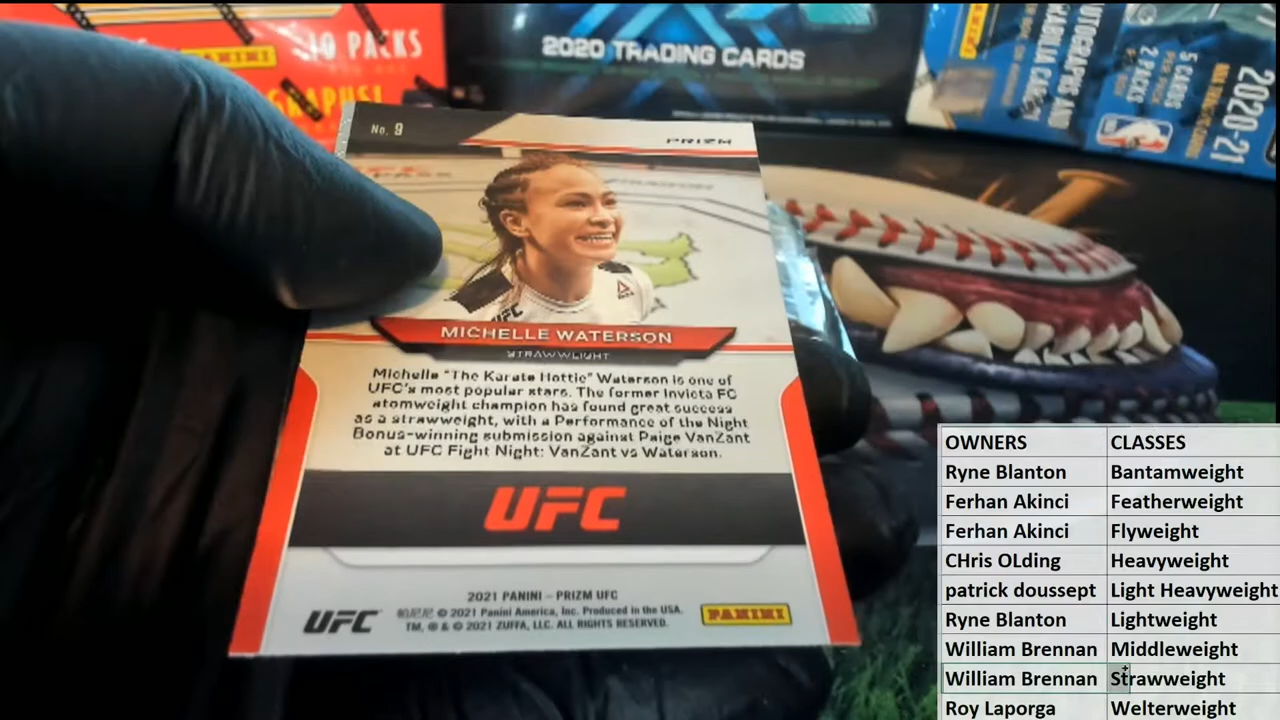 PANINI
10 PACKS
GRAPHS!
2020 TRADING CARDS
PANINI
AUTOGRAPHS AND
5 CARDS
PER PACK
2 PACKS
2020-21
No. 9
PRIZM
UFC
MICHELLE WATERSON
STRAWWEIGHT
Michelle "The Karate Hottie" Waterson is one of
UFC's most popular stars. The former Invicta FC
atomweight champion has found great success
as a strawweight, with a Performance of the Night
Bonus-winning submission against Paige VanZant
at UFC Fight Night: VanZant vs Waterson.
UFC
2021 PANINI – PRIZM UFC
© 2021 Panini America, Inc. Produced in the USA.
TM, ® & © 2021 ZUFFA, LLC. ALL RIGHTS RESERVED.
UFC
PANINI
OWNERS CLASSES
Ryne Blanton Bantamweight
Ferhan Akinci Featherweight
Ferhan Akinci Flyweight
CHris OLding Heavyweight
patrick doussept Light Heavyweight
Ryne Blanton Lightweight
William Brennan Middleweight
William Brennan Strawweight
Roy Laporga Welterweight